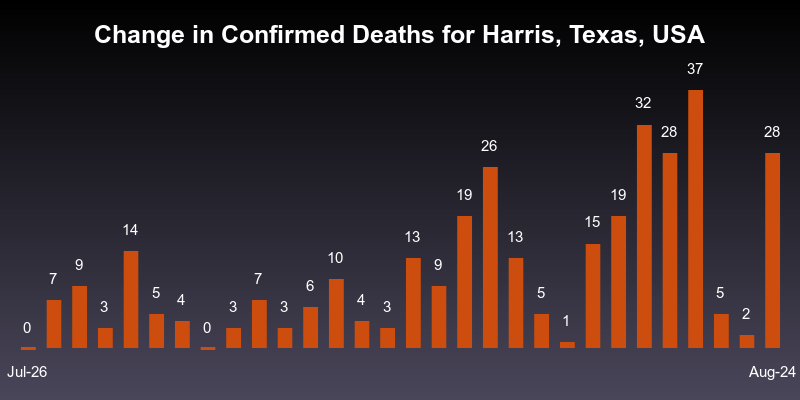 Change in Confirmed Deaths for Harris, Texas, USA
0 7 9 3 14 5 4 0 3 7 3 6 10 4 3 13 9 19 26 13 5 1 15 19 32 28 37 5 2 28
Jul-26 Aug-24